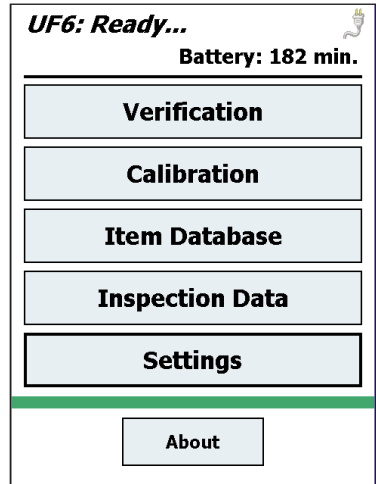 UF6: Ready...
Battery: 182 min.
Verification
Calibration
Item Database
Inspection Data
Settings
About